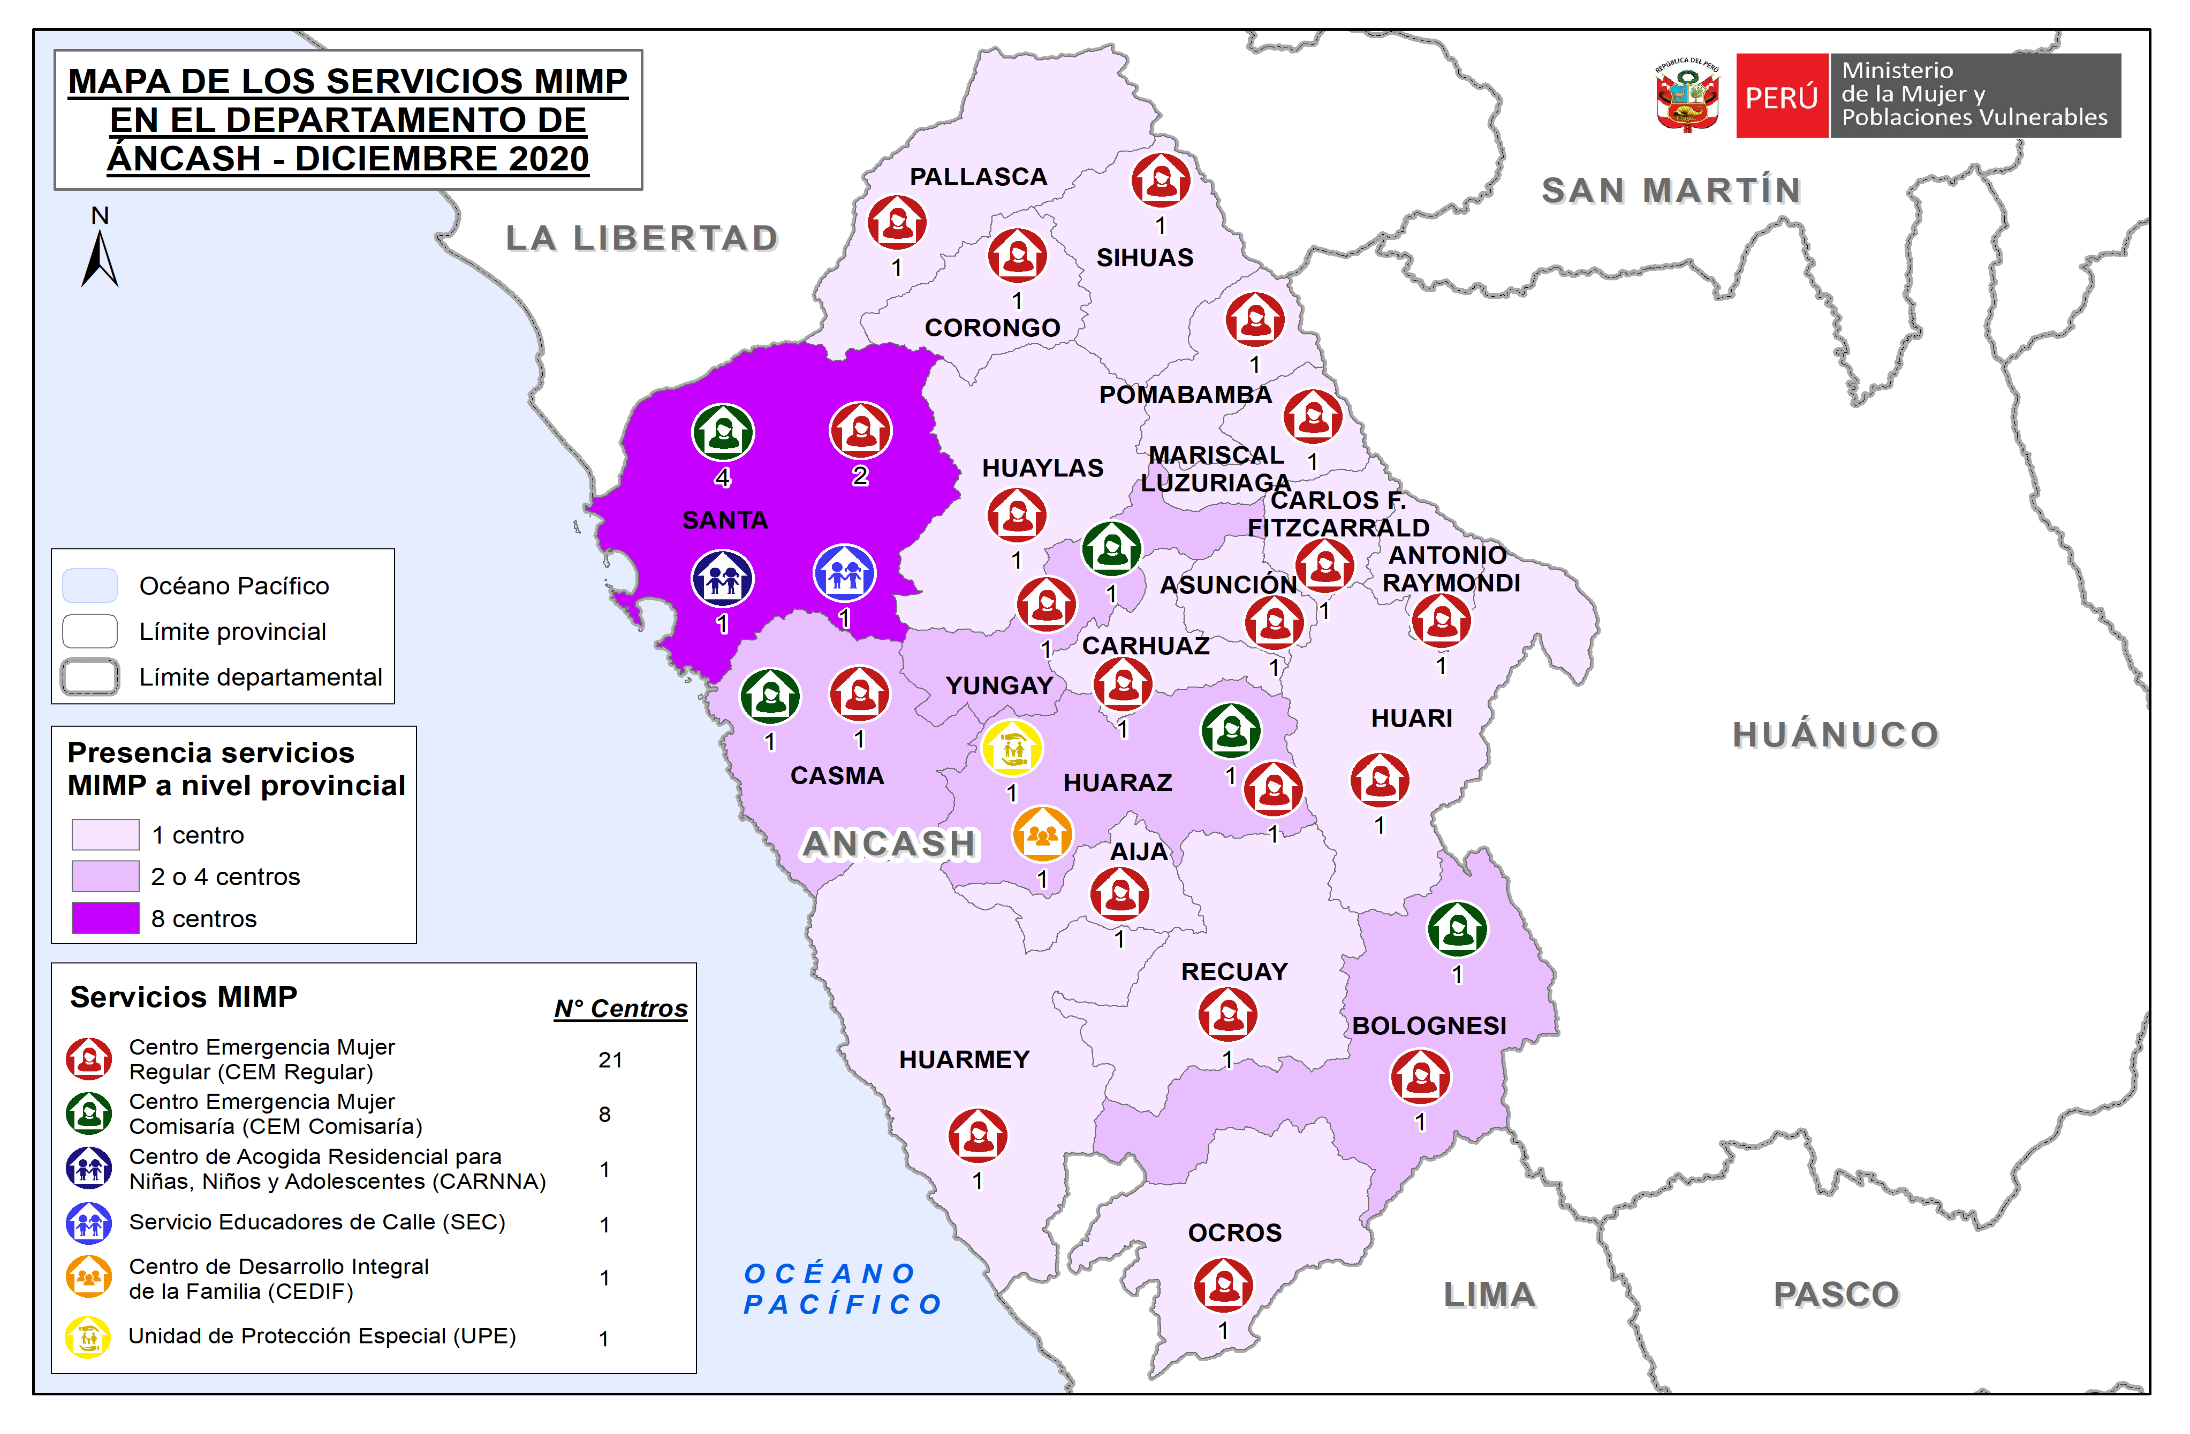 MAPA DE LOS SERVICIOS MIMP
EN EL DEPARTAMENTO DE
ÁNCASH - DICIEMBRE 2020
REPÚBLICA DEL PERÚ
PERÚ
Ministerio
de la Mujer y
Poblaciones Vulnerables
N
LA LIBERTAD
SAN MARTÍN
PALLASCA
1
1
SIHUAS
1
CORONGO
1
POMABAMBA
1
4
2
SANTA
1
1
HUAYLAS
1
MARISCAL
LUZURIAGA
CARLOS F.
FITZCARRALD
1
ANTONIO
RAYMONDI
1
ASUNCIÓN
1
1
1
CARHUAZ
1
YUNGAY
1
1
CASMA
1
HUARAZ
1
1
1
HUARI
1
HUÁNUCO
ANCASH
AIJA
1
RECUAY
1
1
BOLOGNESI
1
HUARMEY
1
OCROS
1
OCÉANO
PACÍFICO
LIMA
PASCO
Océano Pacífico
Límite provincial
Límite departamental
Presencia servicios
MIMP a nivel provincial
1 centro
2 o 4 centros
8 centros
Servicios MIMP
N° Centros
Centro Emergencia Mujer
Regular (CEM Regular)
21
Centro Emergencia Mujer
Comisaría (CEM Comisaría)
8
Centro de Acogida Residencial para
Niñas, Niños y Adolescentes (CARNNA)
1
Servicio Educadores de Calle (SEC)
1
Centro de Desarrollo Integral
de la Familia (CEDIF)
1
Unidad de Protección Especial (UPE)
1